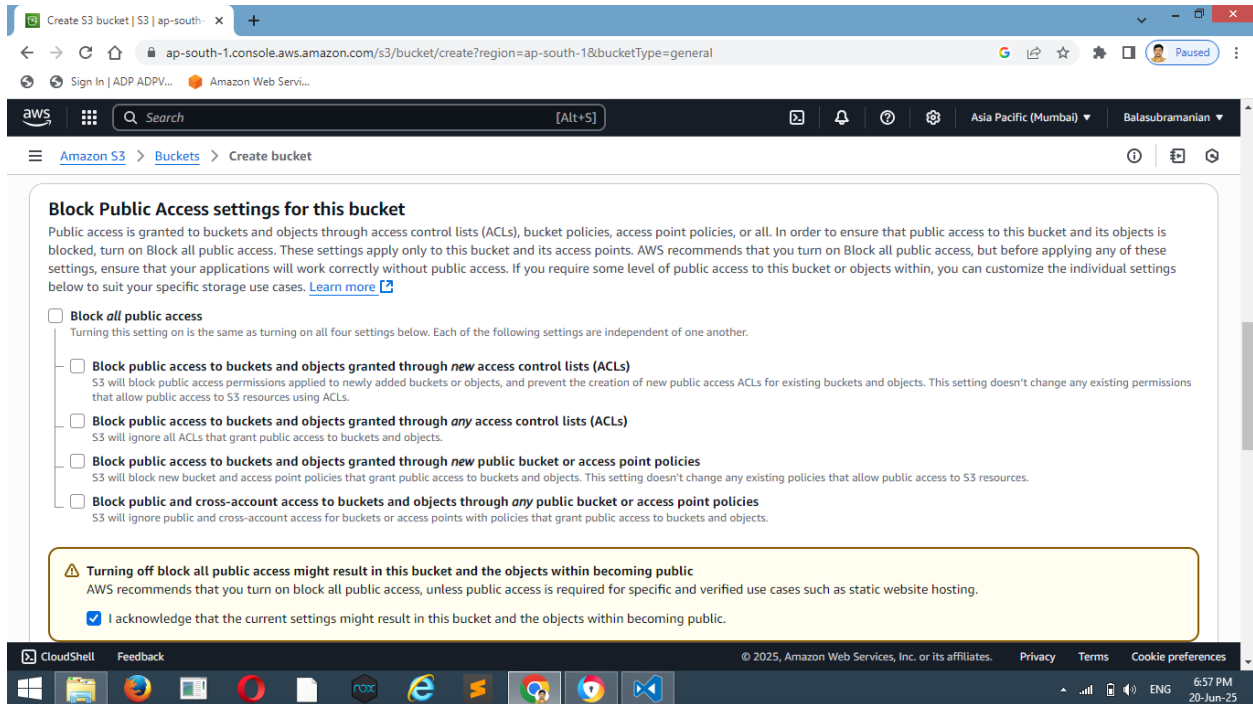 Create S3 bucket | S3 | ap-south-
ap-south-1.console.aws.amazon.com/s3/bucket/create?region=ap-south-1&bucketType=general
G
Paused
Sign In | ADP ADPV...
Amazon Web Servi...
aws
Search
[Alt+S]
Asia Pacific (Mumbai)
Balasubramanian
Amazon S3 > Buckets > Create bucket
Block Public Access settings for this bucket
Public access is granted to buckets and objects through access control lists (ACLs), bucket policies, access point policies, or all. In order to ensure that public access to this bucket and its objects is
blocked, turn on Block all public access. These settings apply only to this bucket and its access points. AWS recommends that you turn on Block all public access, but before applying any of these
settings, ensure that your applications will work correctly without public access. If you require some level of public access to this bucket or objects within, you can customize the individual settings
below to suit your specific storage use cases. Learn more
Block all public access
Turning this setting on is the same as turning on all four settings below. Each of the following settings are independent of one another.
Block public access to buckets and objects granted through new access control lists (ACLs)
S3 will block public access permissions applied to newly added buckets or objects, and prevent the creation of new public access ACLs for existing buckets and objects. This setting doesn't change any existing permissions
that allow public access to S3 resources using ACLs.
Block public access to buckets and objects granted through any access control lists (ACLs)
S3 will ignore all ACLs that grant public access to buckets and objects.
Block public access to buckets and objects granted through new public bucket or access point policies
S3 will block new bucket and access point policies that grant public access to buckets and objects. This setting doesn't change any existing policies that allow public access to S3 resources.
Block public and cross-account access to buckets and objects through any public bucket or access point policies
S3 will ignore public and cross-account access for buckets or access points with policies that grant public access to buckets and objects.
Turning off block all public access might result in this bucket and the objects within becoming public
AWS recommends that you turn on block all public access, unless public access is required for specific and verified use cases such as static website hosting.
I acknowledge that the current settings might result in this bucket and the objects within becoming public.
CloudShell
Feedback
© 2025, Amazon Web Services, Inc. or its affiliates.
Privacy
Terms
Cookie preferences
nox
ENG
6:57 PM
20-Jun-25